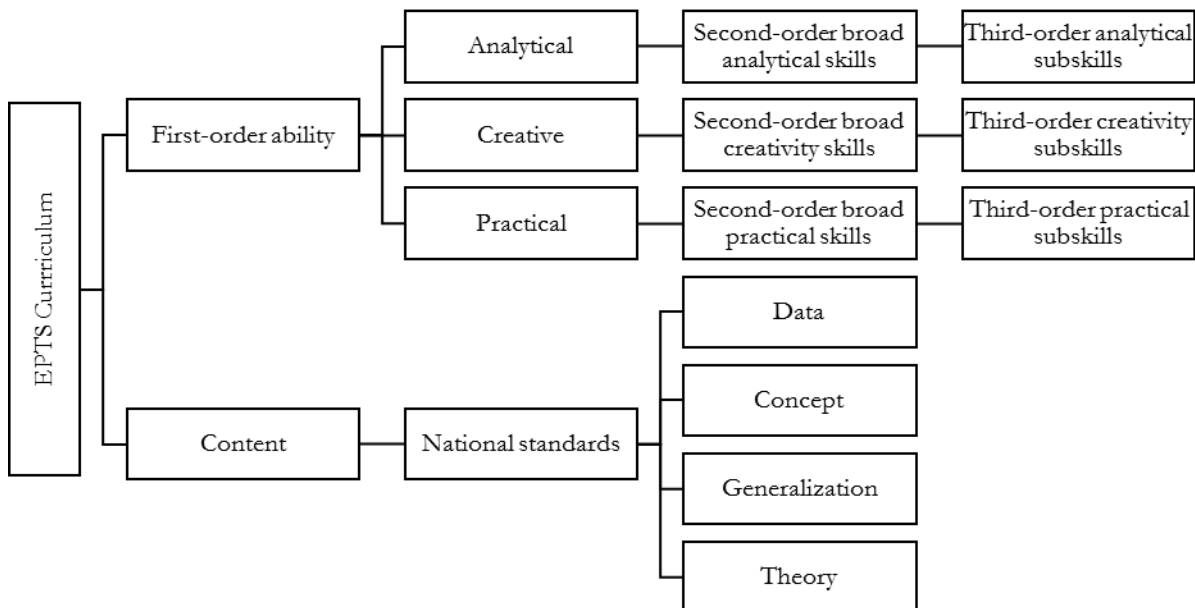 EPTS Currriculum
First-order ability
Analytical
Second-order broad
analytical skills
Third-order analytical
subskills
Creative
Second-order broad
creativity skills
Third-order creativity
subskills
Practical
Second-order broad
practical skills
Third-order practical
subskills
Content
National standards
Data
Concept
Generalization
Theory